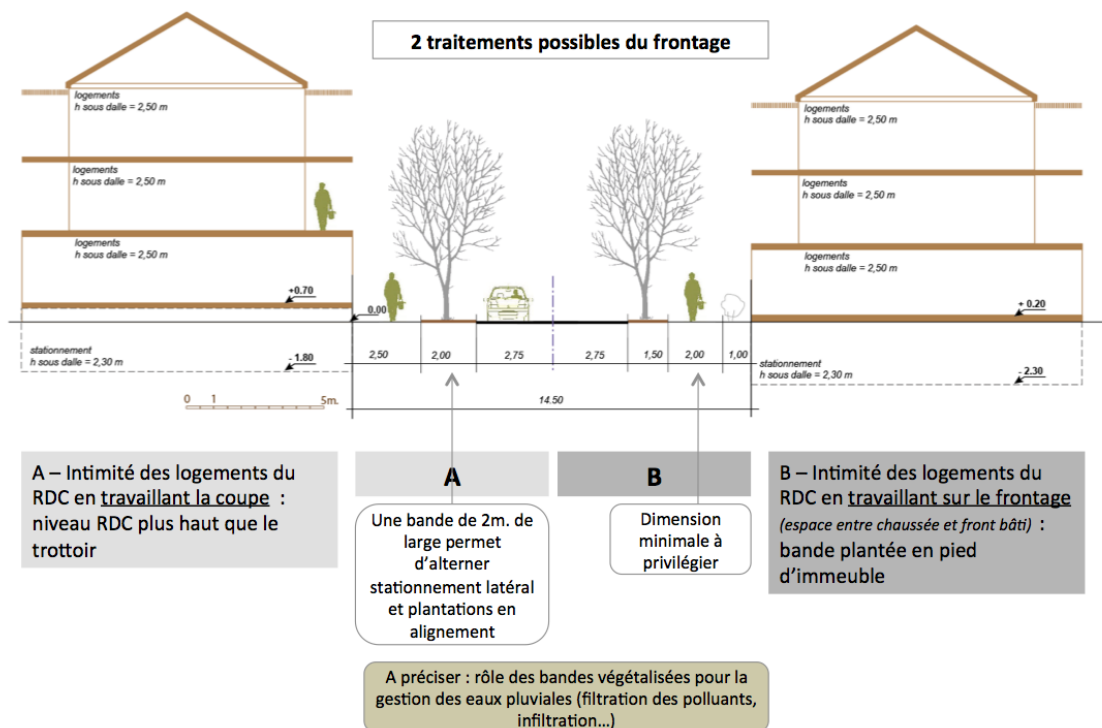 2 traitements possibles du frontage
logements
h sous dalle = 2,50 m
logements
h sous dalle = 2,50 m
logements
h sous dalle = 2,50 m
+0.70
0.00
stationnement
h sous dalle = 2,30 m
- 1.80
0 1 5m.
logements
h sous dalle = 2,50 m
logements
h sous dalle = 2,50 m
logements
h sous dalle = 2,50 m
+ 0.20
stationnement
h sous dalle = 2,30 m
- 2.30
2,50 2,00 2,75 2,75 1,50 2,00 1,00
14.50
A – Intimité des logements du
RDC en travaillant la coupe :
niveau RDC plus haut que le
trottoir
A
B
Une bande de 2m. de
large permet
d'alterner
stationnement latéral
et plantations en
alignement
Dimension
minimale à
privilégier
B – Intimité des logements du
RDC en travaillant sur le frontage
(espace entre chaussée et front bâti) :
bande plantée en pied
d'immeuble
A préciser : rôle des bandes végétalisées pour la
gestion des eaux pluviales (filtration des polluants,
infiltration…)